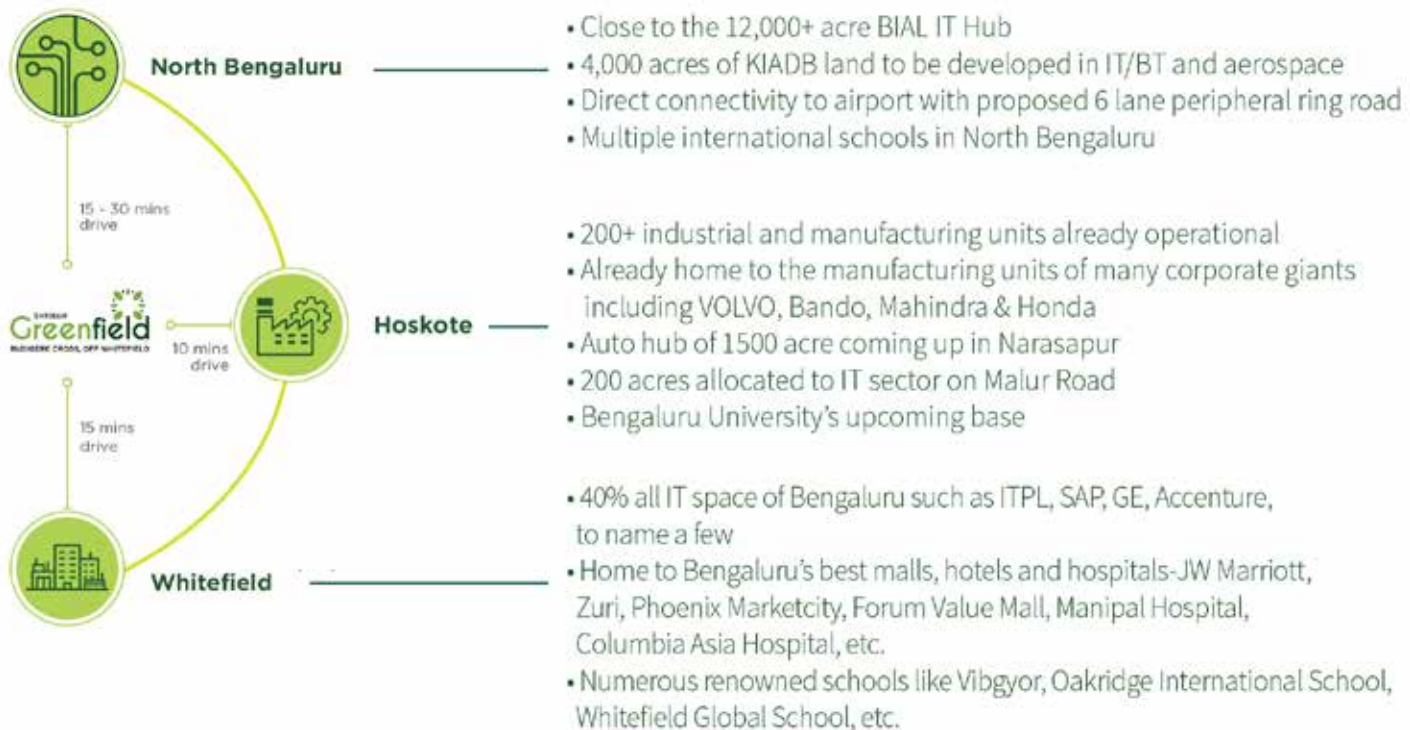 North Bengaluru
• Close to the 12,000+ acre BIAL IT Hub
• 4,000 acres of KIADB land to be developed in IT/BT and aerospace
• Direct connectivity to airport with proposed 6 lane peripheral ring road
• Multiple international schools in North Bengaluru
15 - 30 mins
drive
Greenfield
BUDIGERE CROSS, OFF WHITEFIELD
10 mins
drive
Hoskote
• 200+ industrial and manufacturing units already operational
• Already home to the manufacturing units of many corporate giants
including VOLVO, Bando, Mahindra & Honda
• Auto hub of 1500 acre coming up in Narasapur
• 200 acres allocated to IT sector on Malur Road
• Bengaluru University's upcoming base
15 mins
drive
Whitefield
• 40% all IT space of Bengaluru such as ITPL, SAP, GE, Accenture,
to name a few
• Home to Bengaluru's best malls, hotels and hospitals-JW Marriott,
Zuri, Phoenix Marketcity, Forum Value Mall, Manipal Hospital,
Columbia Asia Hospital, etc.
• Numerous renowned schools like Vibgyor, Oakridge International School,
Whitefield Global School, etc.